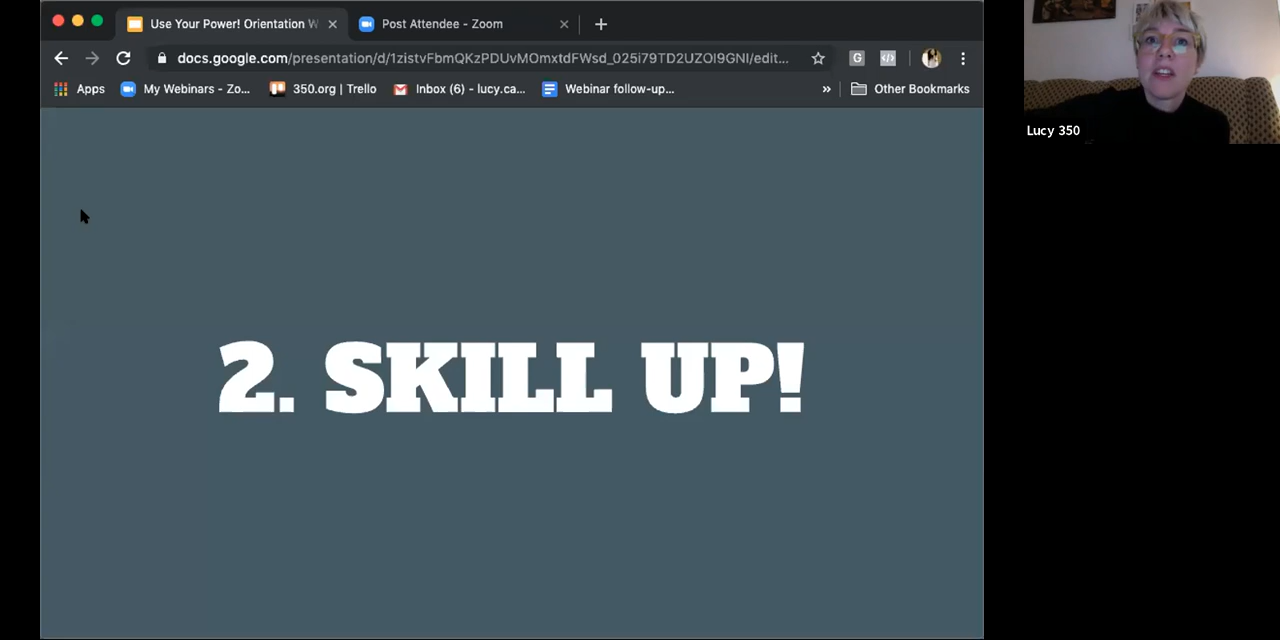 Use Your Power! Orientation W
Post Attendee - Zoom
docs.google.com/presentation/d/1zistvFbmQKzPDUvMOmxtdFWsd_025i79TD2UZOI9GNI/edit...
G
Apps
My Webinars - Zo...
350.org | Trello
Inbox (6) - lucy.ca...
Webinar follow-up...
»
Other Bookmarks
Lucy 350
2. SKILL UP!